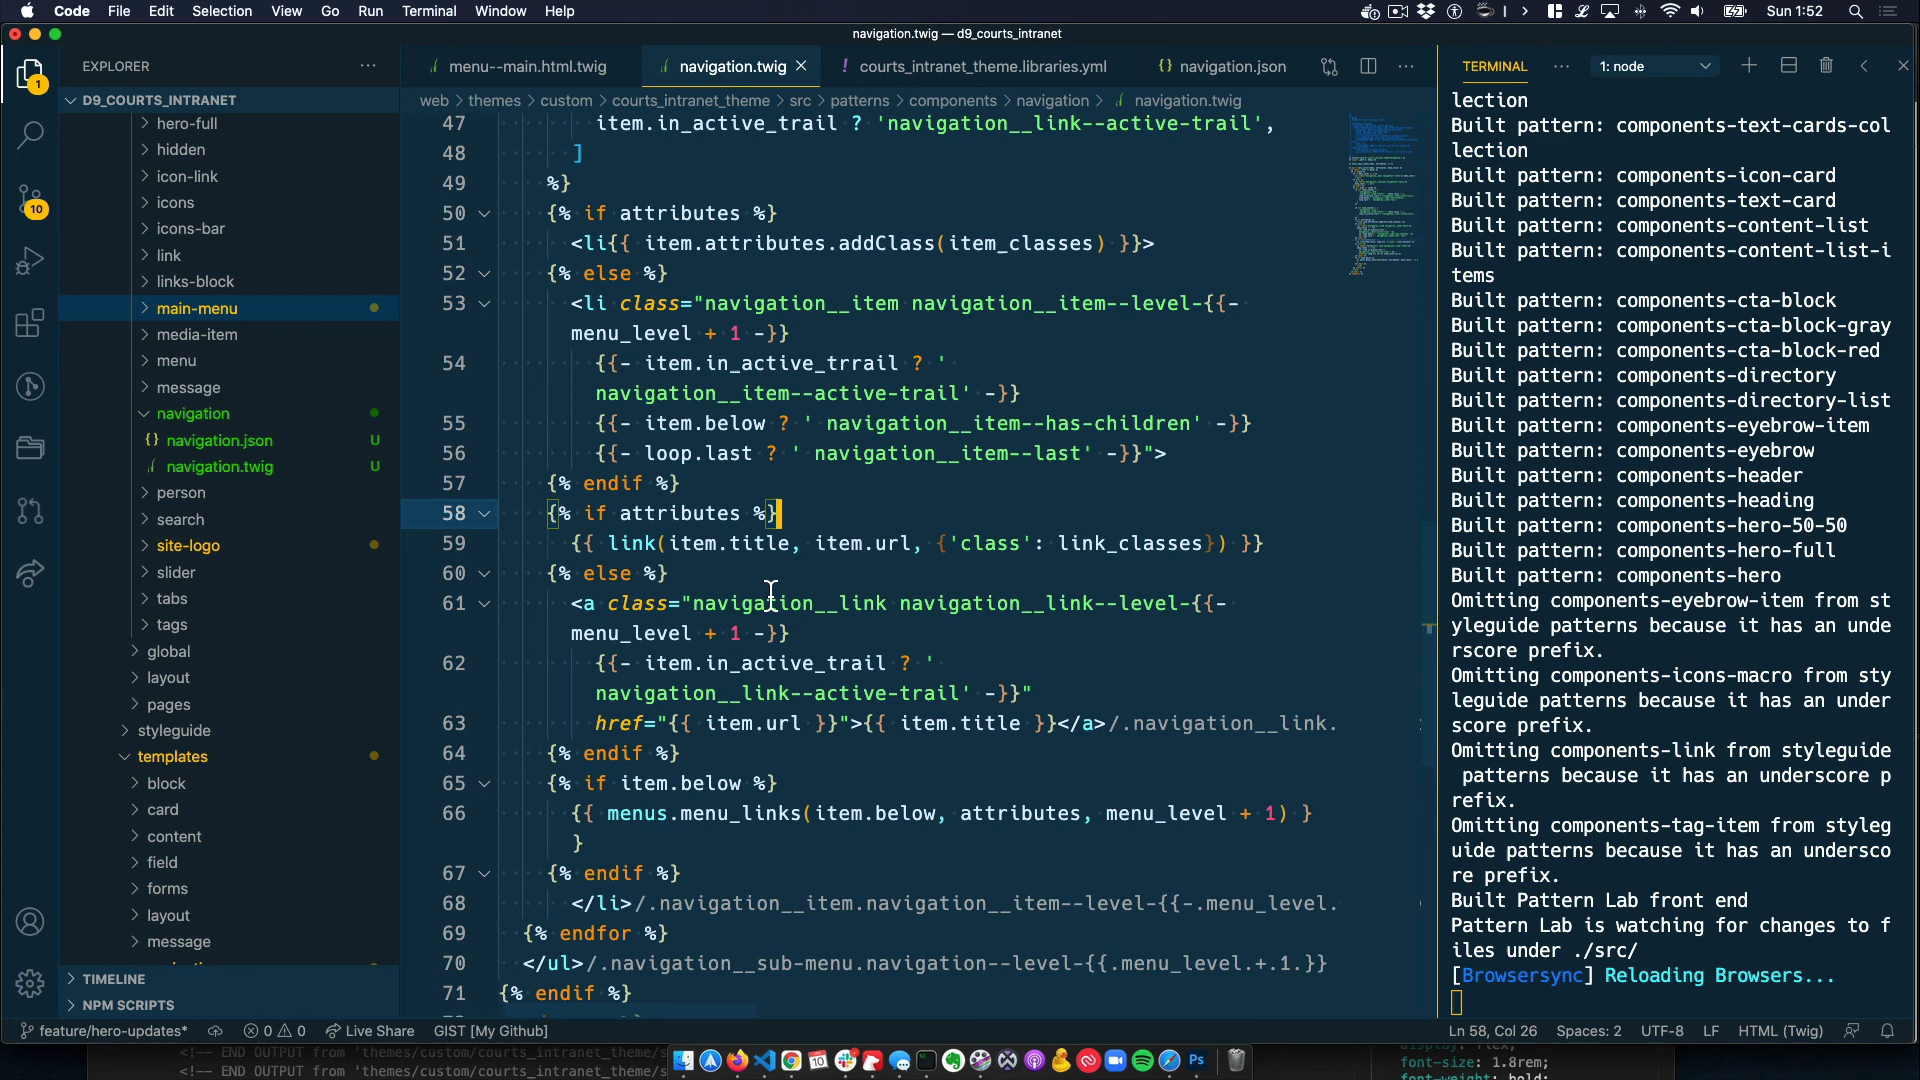 Code File Edit Selection View Go Run Terminal Window Help Sun 1:52
navigation.twig — d9_courts_intranet
EXPLORER
D9_COURTS_INTRANET
hero-full
hidden
icon-link
icons
icons-bar
link
links-block
main-menu
media-item
menu
message
navigation
{} navigation.json U
navigation.twig U
person
search
site-logo
slider
tabs
tags
global
layout
pages
styleguide
templates
block
card
content
field
forms
layout
message
TIMELINE
NPM SCRIPTS
1
10
menu--main.html.twig navigation.twig ! courts_intranet_theme.libraries.yml {} navigation.json
web > themes > custom > courts_intranet_theme > src > patterns > components > navigation > navigation.twig
47 item.in_active_trail ? 'navigation__link--active-trail',
48 ]
49 %}
50 {% if attributes %}
51 <li{{ item.attributes.addClass(item_classes) }}>
52 {% else %}
53 <li class="navigation__item navigation__item--level-{{-
menu_level + 1 -}}
54 {{- item.in_active_trrail ? '
navigation__item--active-trail' -}}
55 {{- item.below ? ' navigation__item--has-children' -}}
56 {{- loop.last ? ' navigation__item--last' -}}">
57 {% endif %}
58 {% if attributes %}
59 {{ link(item.title, item.url, {'class': link_classes}) }}
60 {% else %}
61 <a class="navigation__link navigation__link--level-{{-
menu_level + 1 -}}
62 {{- item.in_active_trail ? '
navigation__link--active-trail' -}}"
63 href="{{ item.url }}">{{ item.title }}</a>/.navigation__link.
64 {% endif %}
65 {% if item.below %}
66 {{ menus.menu_links(item.below, attributes, menu_level + 1) }
}
67 {% endif %}
68 </li>/.navigation__item.navigation__item--level-{{-.menu_level.
69 {% endfor %}
70 </ul>/.navigation__sub-menu.navigation--level-{{.menu_level.+.1.}}
71 {% endif %}
TERMINAL 1: node
lection
Built pattern: components-text-cards-col
lection
Built pattern: components-icon-card
Built pattern: components-text-card
Built pattern: components-content-list
Built pattern: components-content-list-i
tems
Built pattern: components-cta-block
Built pattern: components-cta-block-gray
Built pattern: components-cta-block-red
Built pattern: components-directory
Built pattern: components-directory-list
Built pattern: components-eyebrow-item
Built pattern: components-eyebrow
Built pattern: components-header
Built pattern: components-heading
Built pattern: components-hero-50-50
Built pattern: components-hero-full
Built pattern: components-hero
Omitting components-eyebrow-item from st
yleguide patterns because it has an unde
rscore prefix.
Omitting components-icons-macro from sty
leguide patterns because it has an under
score prefix.
Omitting components-link from styleguide
patterns because it has an underscore p
refix.
Omitting components-tag-item from styleg
uide patterns because it has an undersco
re prefix.
Built Pattern Lab front end
Pattern Lab is watching for changes to f
iles under ./src/
[Browsersync] Reloading Browsers...
feature/hero-updates* 0 0 Live Share GIST [My Github] Ln 58, Col 26 Spaces: 2 UTF-8 LF HTML (Twig)
<!-- END OUTPUT from 'themes/custom/courts_intranet_theme/s
<!-- END OUTPUT from 'themes/custom/courts_intranet_theme/s
font-size: 1.8rem;